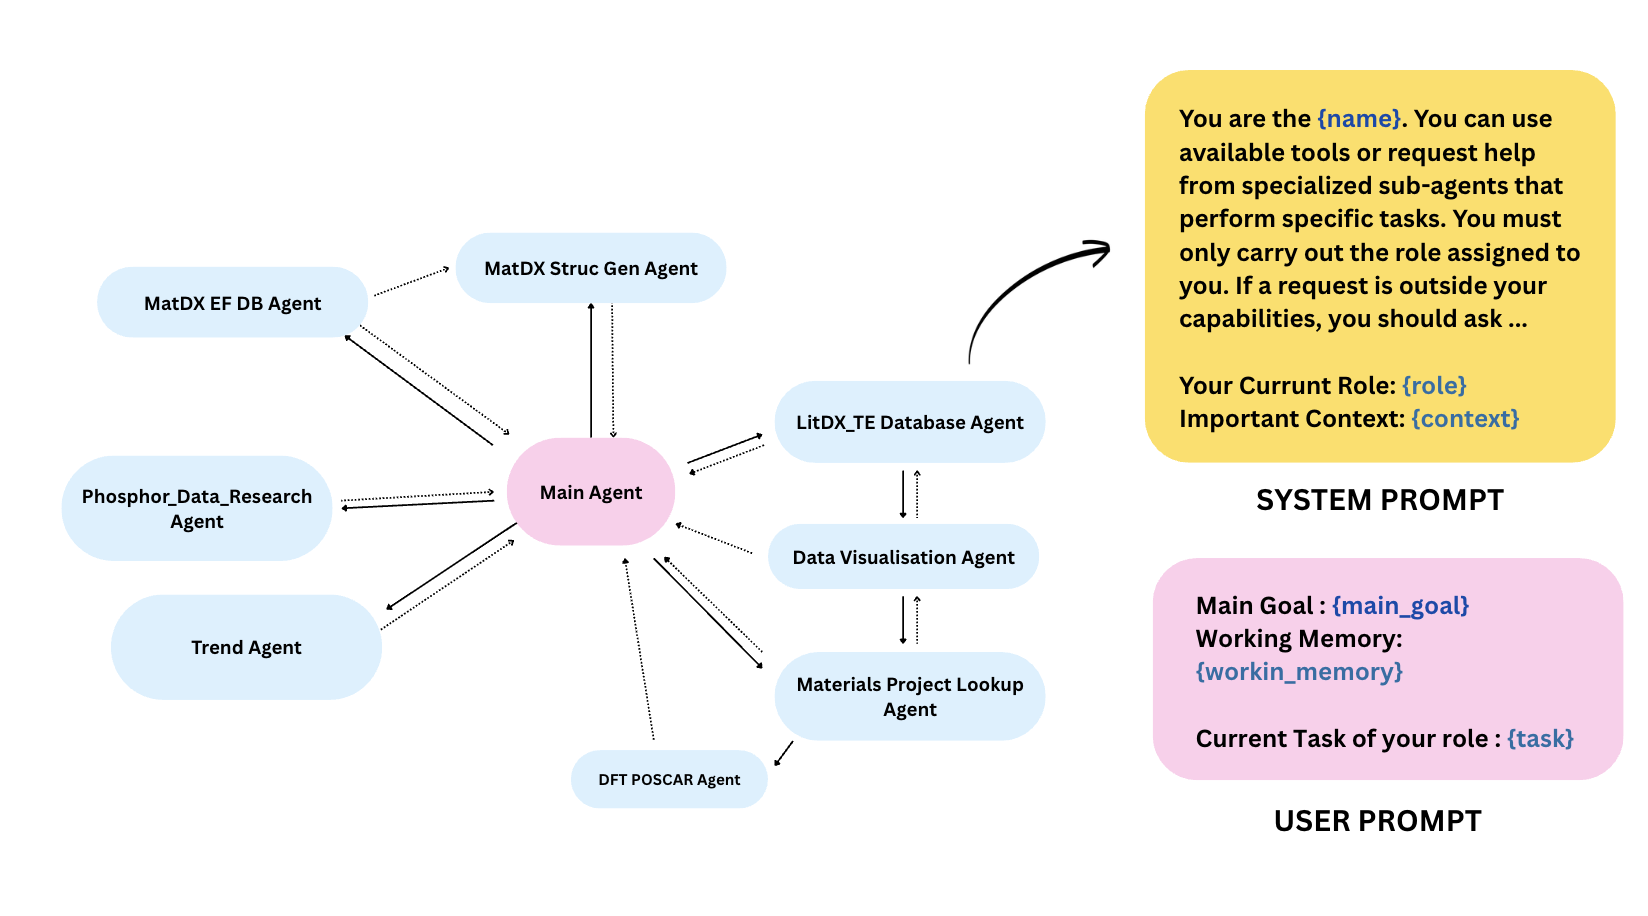 MatDX Struc Gen Agent
MatDX EF DB Agent
LitDX_TE Database Agent
Main Agent
Phosphor_Data_Research
Agent
Data Visualisation Agent
Trend Agent
Materials Project Lookup
Agent
DFT POSCAR Agent
You are the {name}. You can use
available tools or request help
from specialized sub-agents that
perform specific tasks. You must
only carry out the role assigned to
you. If a request is outside your
capabilities, you should ask ...
Your Currunt Role: {role}
Important Context: {context}
SYSTEM PROMPT
Main Goal : {main_goal}
Working Memory:
{workin_memory}
Current Task of your role : {task}
USER PROMPT